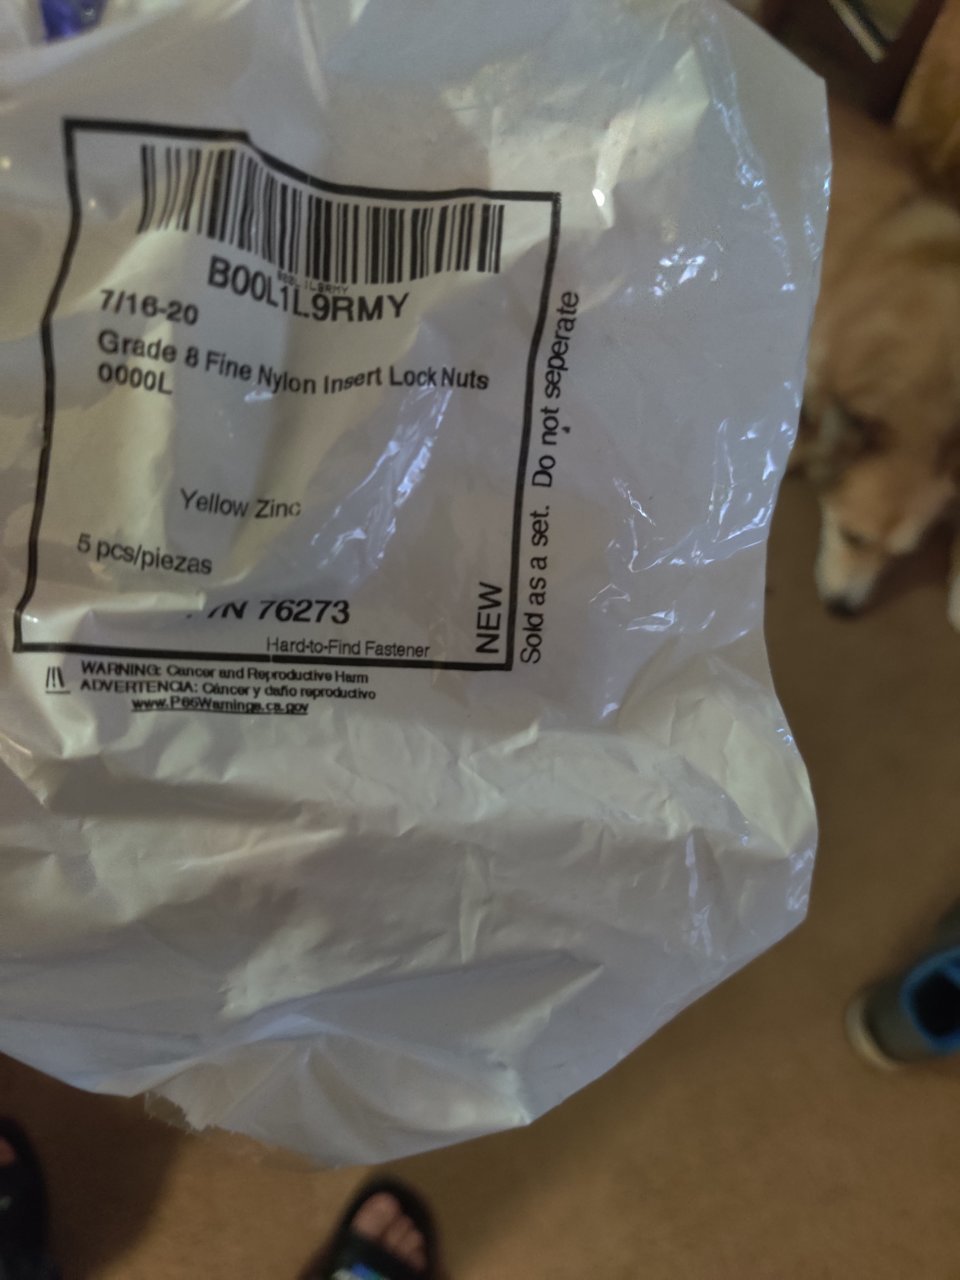 B00L1L9RMY
B00L1L9RMY
7/16-20
Grade 8 Fine Nylon Insert Lock Nuts
0000L
Yellow Zinc
5 pcs/piezas
/N 76273
Hard-to-Find Fastener
NEW
Sold as a set. Do not seperate
WARNING: Cancer and Reproductive Harm
ADVERTENCIA: Cáncer y daño reproductivo
www.P65Warnings.ca.gov